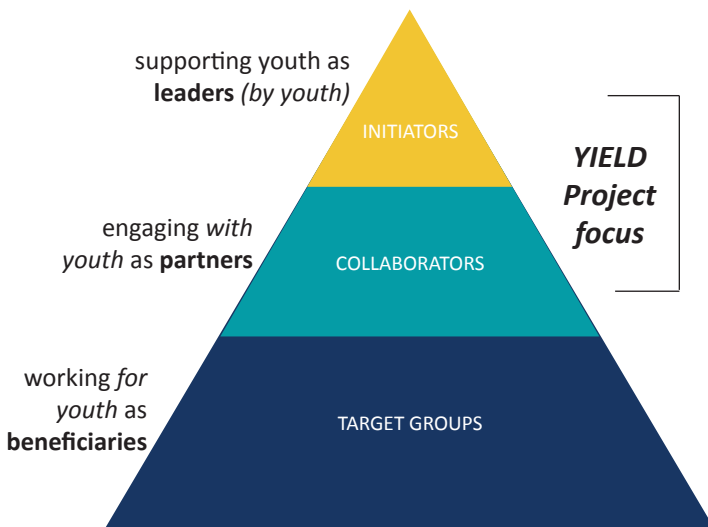 supporting youth as
leaders (by youth)
INITIATORS
YIELD
Project
focus
engaging with
youth as partners
COLLABORATORS
working for
youth as
beneficiaries
TARGET GROUPS